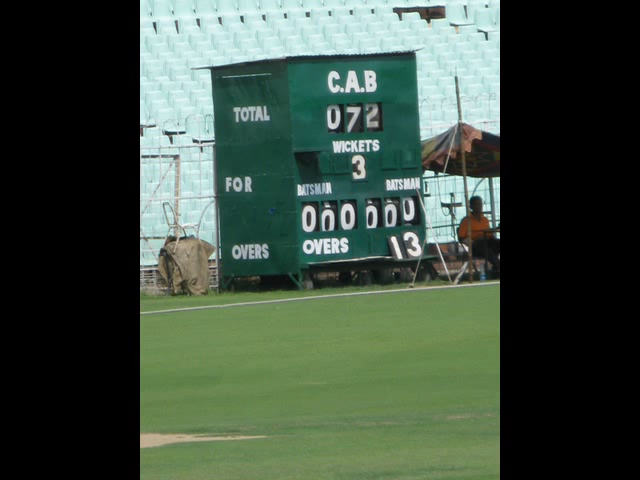 C.A.B
TOTAL 072
WICKETS
3
FOR BATSMAN BATSMAN
000 000
OVERS OVERS 13